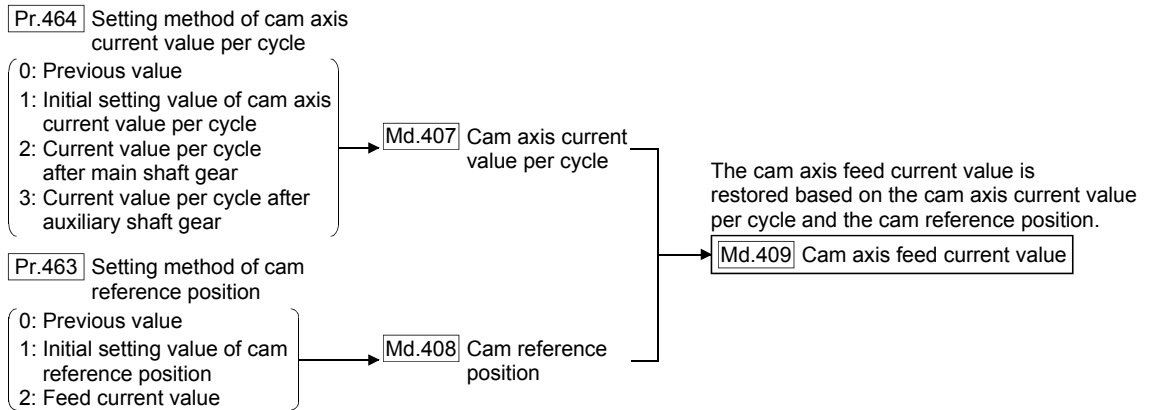 Pr.464 Setting method of cam axis
current value per cycle
0: Previous value
1: Initial setting value of cam axis
current value per cycle
2: Current value per cycle
after main shaft gear
3: Current value per cycle after
auxiliary shaft gear
Md.407 Cam axis current
value per cycle
Pr.463 Setting method of cam
reference position
0: Previous value
1: Initial setting value of cam
reference position
2: Feed current value
Md.408 Cam reference
position
The cam axis feed current value is
restored based on the cam axis current value
per cycle and the cam reference position.
Md.409 Cam axis feed current value